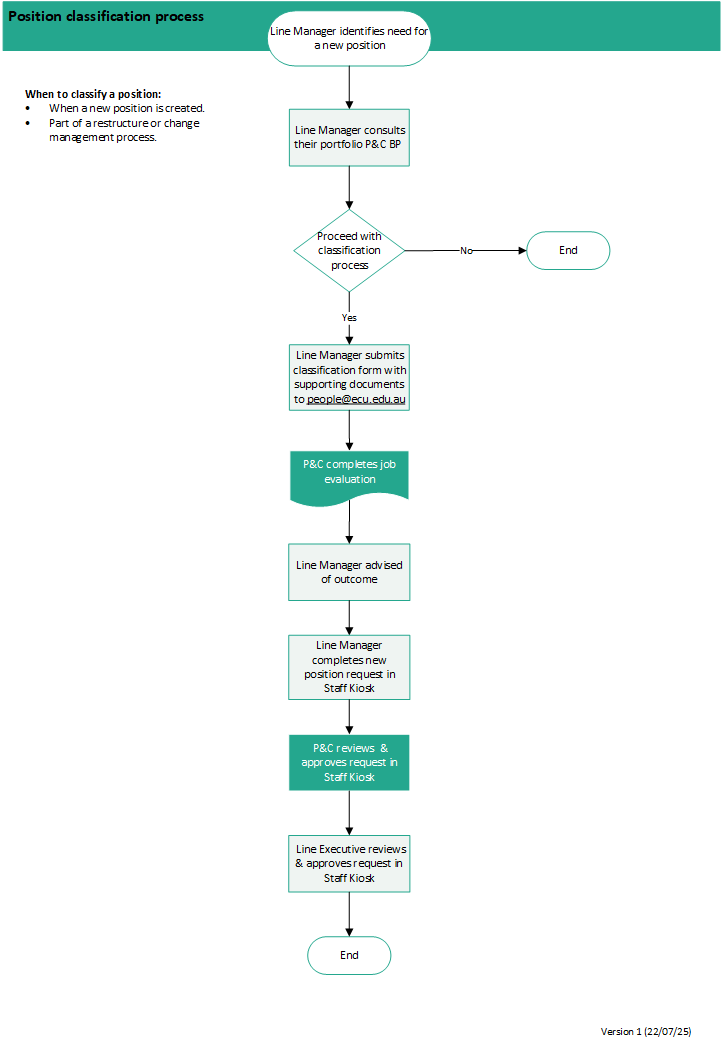 Position classification process
Line Manager identifies need for
a new position
When to classify a position:
• When a new position is created.
• Part of a restructure or change
management process.
Line Manager consults
their portfolio P&C BP
Proceed with
classification
process
No
End
Yes
Line Manager submits
classification form with
supporting documents
to people@ecu.edu.au
P&C completes job
evaluation
Line Manager advised
of outcome
Line Manager
completes new
position request in
Staff Kiosk
P&C reviews &
approves request in
Staff Kiosk
Line Executive reviews
& approves request in
Staff Kiosk
End
Version 1 (22/07/25)